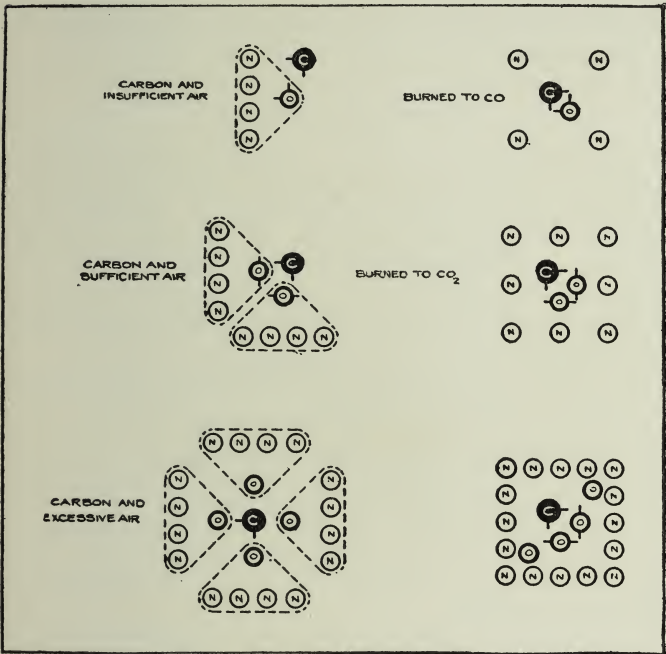 CARBON AND
INSUFFICIENT AIR
N C
N
O
N
N
BURNED TO CO
N N
C
O
N N
CARBON AND
SUFFICIENT AIR
N
N O C
N
O
N
N N N N
BURNED TO CO₂
N N N
C
N O N
O
N N N
CARBON AND
EXCESSIVE AIR
N N N N
N O N
N N
O C O
N N
N O N
N N N N
N N N N N
N O N
C
N O N
O
N O N
N N N N N